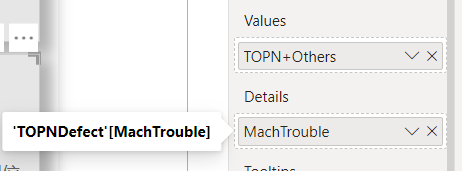 Values
TOPN+Others
Details
'TOPNDefect'[MachTrouble]
MachTrouble
Tooltips